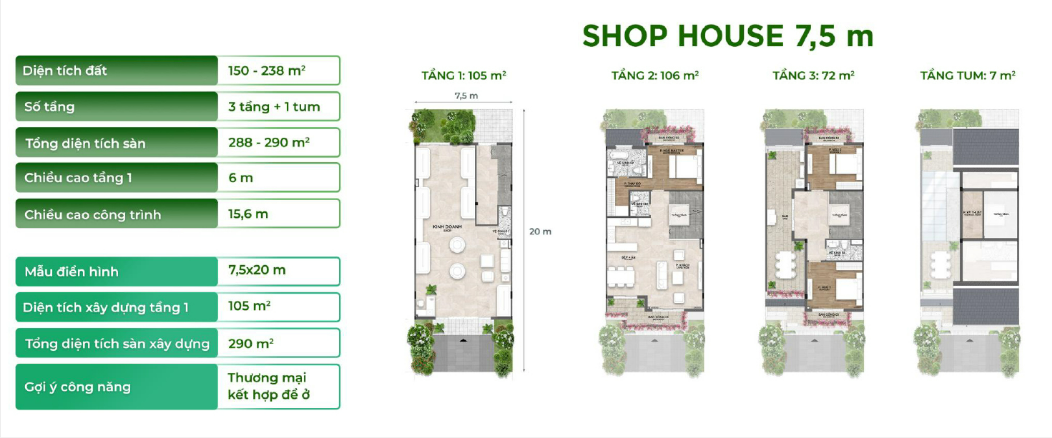 SHOP HOUSE 7,5 m
Diện tích đất 150 - 238 m²
Số tầng 3 tầng + 1 tum
Tổng diện tích sàn 288 - 290 m²
Chiều cao tầng 1 6 m
Chiều cao công trình 15,6 m
Mẫu điển hình 7,5x20 m
Diện tích xây dựng tầng 1 105 m²
Tổng diện tích sàn xây dựng 290 m²
Gợi ý công năng Thương mại
kết hợp để ở
TẦNG 1: 105 m²
7,5 m
20 m
KINH DOANH
TẦNG 2: 106 m²
TẦNG 3: 72 m²
TẦNG TUM: 7 m²